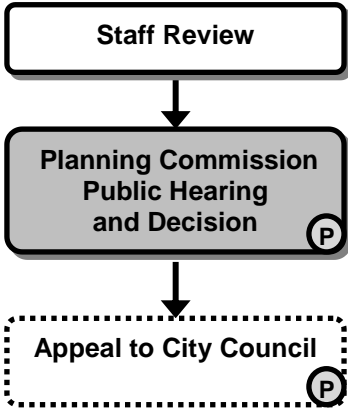 Staff Review
Planning Commission
Public Hearing
and Decision
P
Appeal to City Council
P